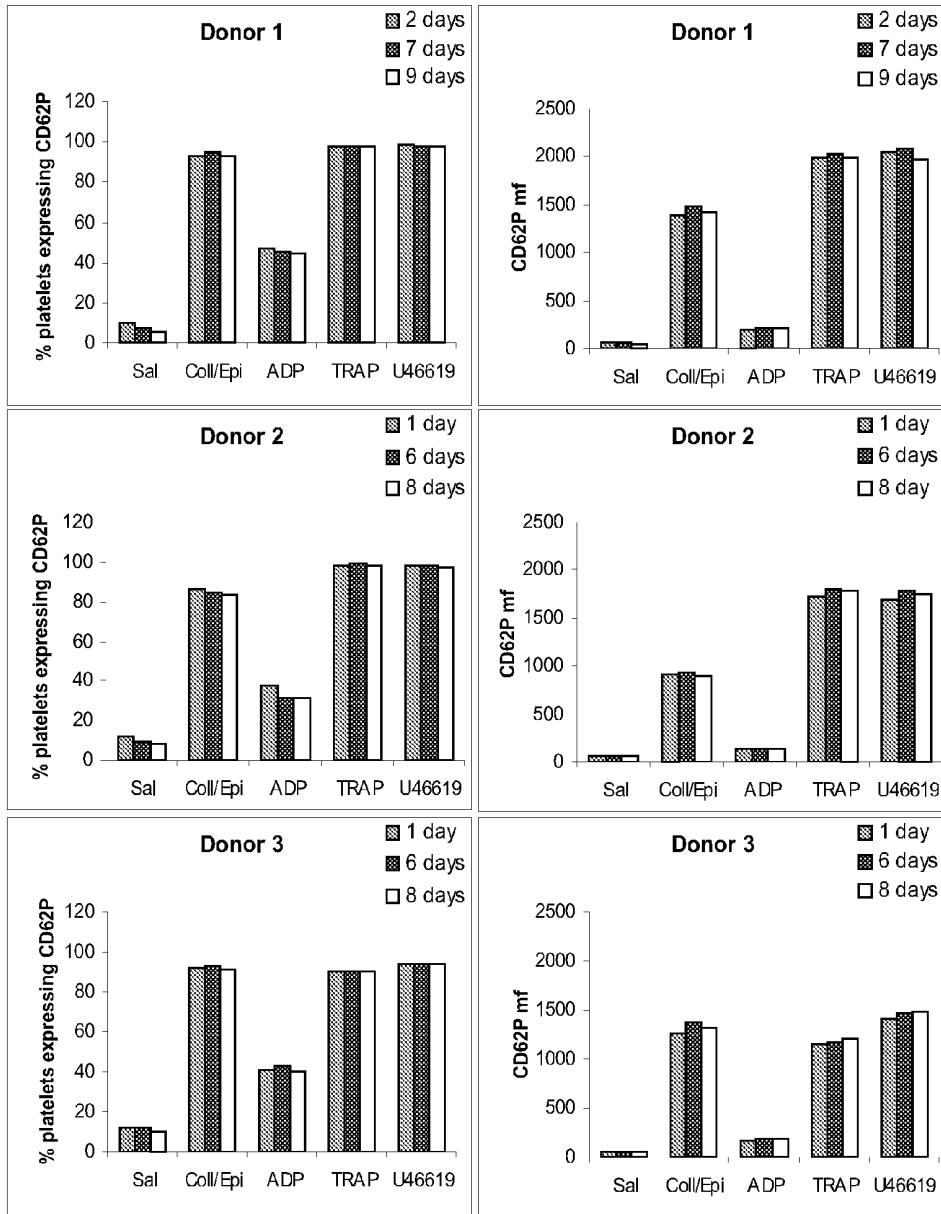 Donor 1
2 days
7 days
9 days
% platelets expressing CD62P
120
100
80
60
40
20
0
Sal Coll/Epi ADP TRAP U46619
Donor 1
2 days
7 days
9 days
CD62P mf
2500
2000
1500
1000
500
0
Sal Coll/Epi ADP TRAP U46619
Donor 2
1 day
6 days
8 days
% platelets expressing CD62P
120
100
80
60
40
20
0
Sal Coll/Epi ADP TRAP U46619
Donor 2
1 day
6 days
8 day
CD62P mf
2500
2000
1500
1000
500
0
Sal Coll/Epi ADP TRAP U46619
Donor 3
1 day
6 days
8 days
% platelets expressing CD62P
120
100
80
60
40
20
0
Sal Coll/Epi ADP TRAP U46619
Donor 3
1 day
6 days
8 days
CD62P mf
2500
2000
1500
1000
500
0
Sal Coll/Epi ADP TRAP U46619